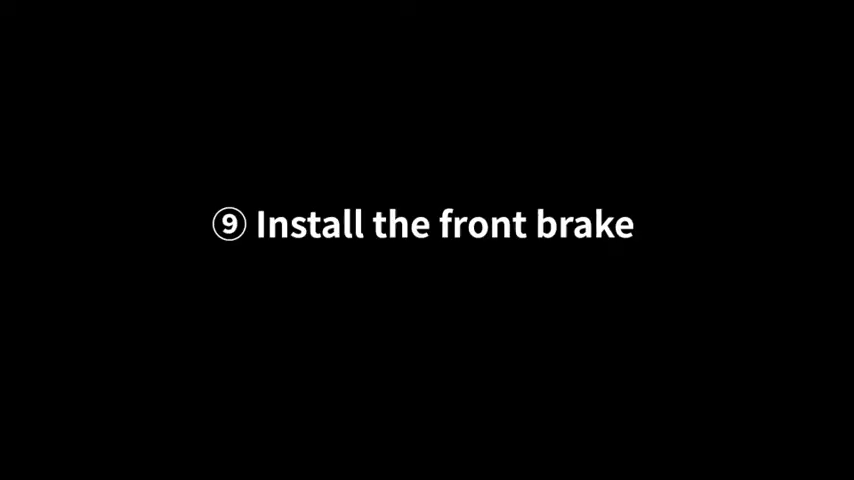 ⑨ Install the front brake